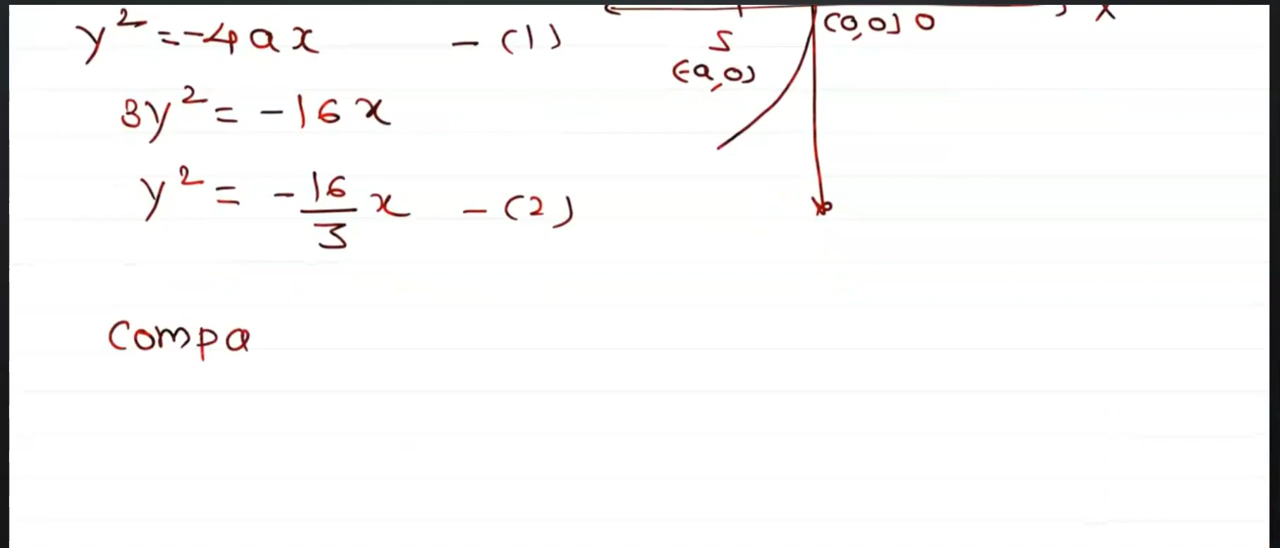 y² = -4ax - (1)
3y² = -16x
y² = -16/3 x - (2)
Compa
X
(0,0) O
S
(-a,0)